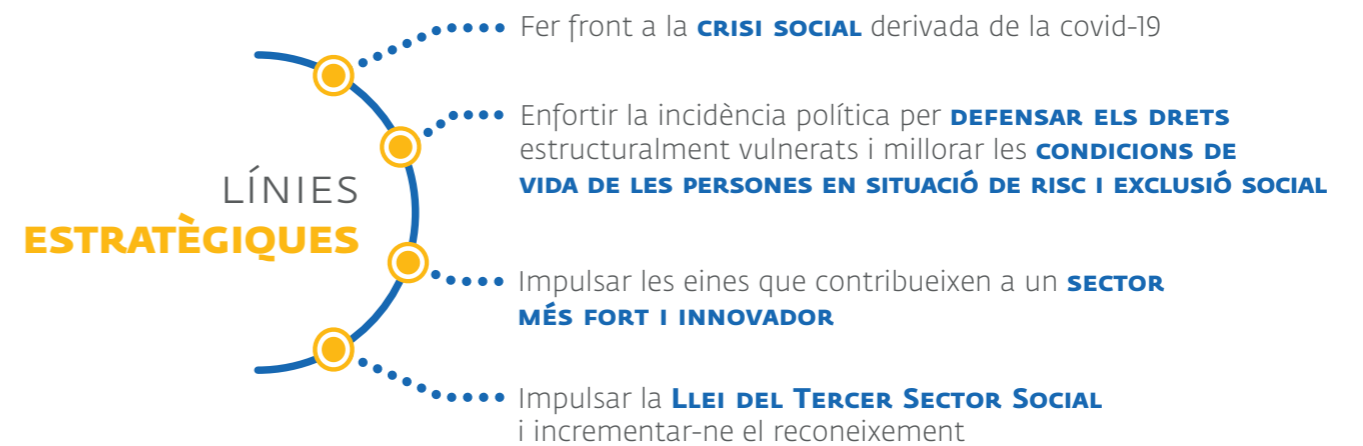 LÍNIES
ESTRATÈGIQUES
Fer front a la CRISI SOCIAL derivada de la covid-19
Enfortir la incidència política per DEFENSAR ELS DRETS
estructuralment vulnerats i millorar les CONDICIONS DE
VIDA DE LES PERSONES EN SITUACIÓ DE RISC I EXCLUSIÓ SOCIAL
Impulsar les eines que contribueixen a un SECTOR
MÉS FORT I INNOVADOR
Impulsar la LLEI DEL TERCER SECTOR SOCIAL
i incrementar-ne el reconeixement